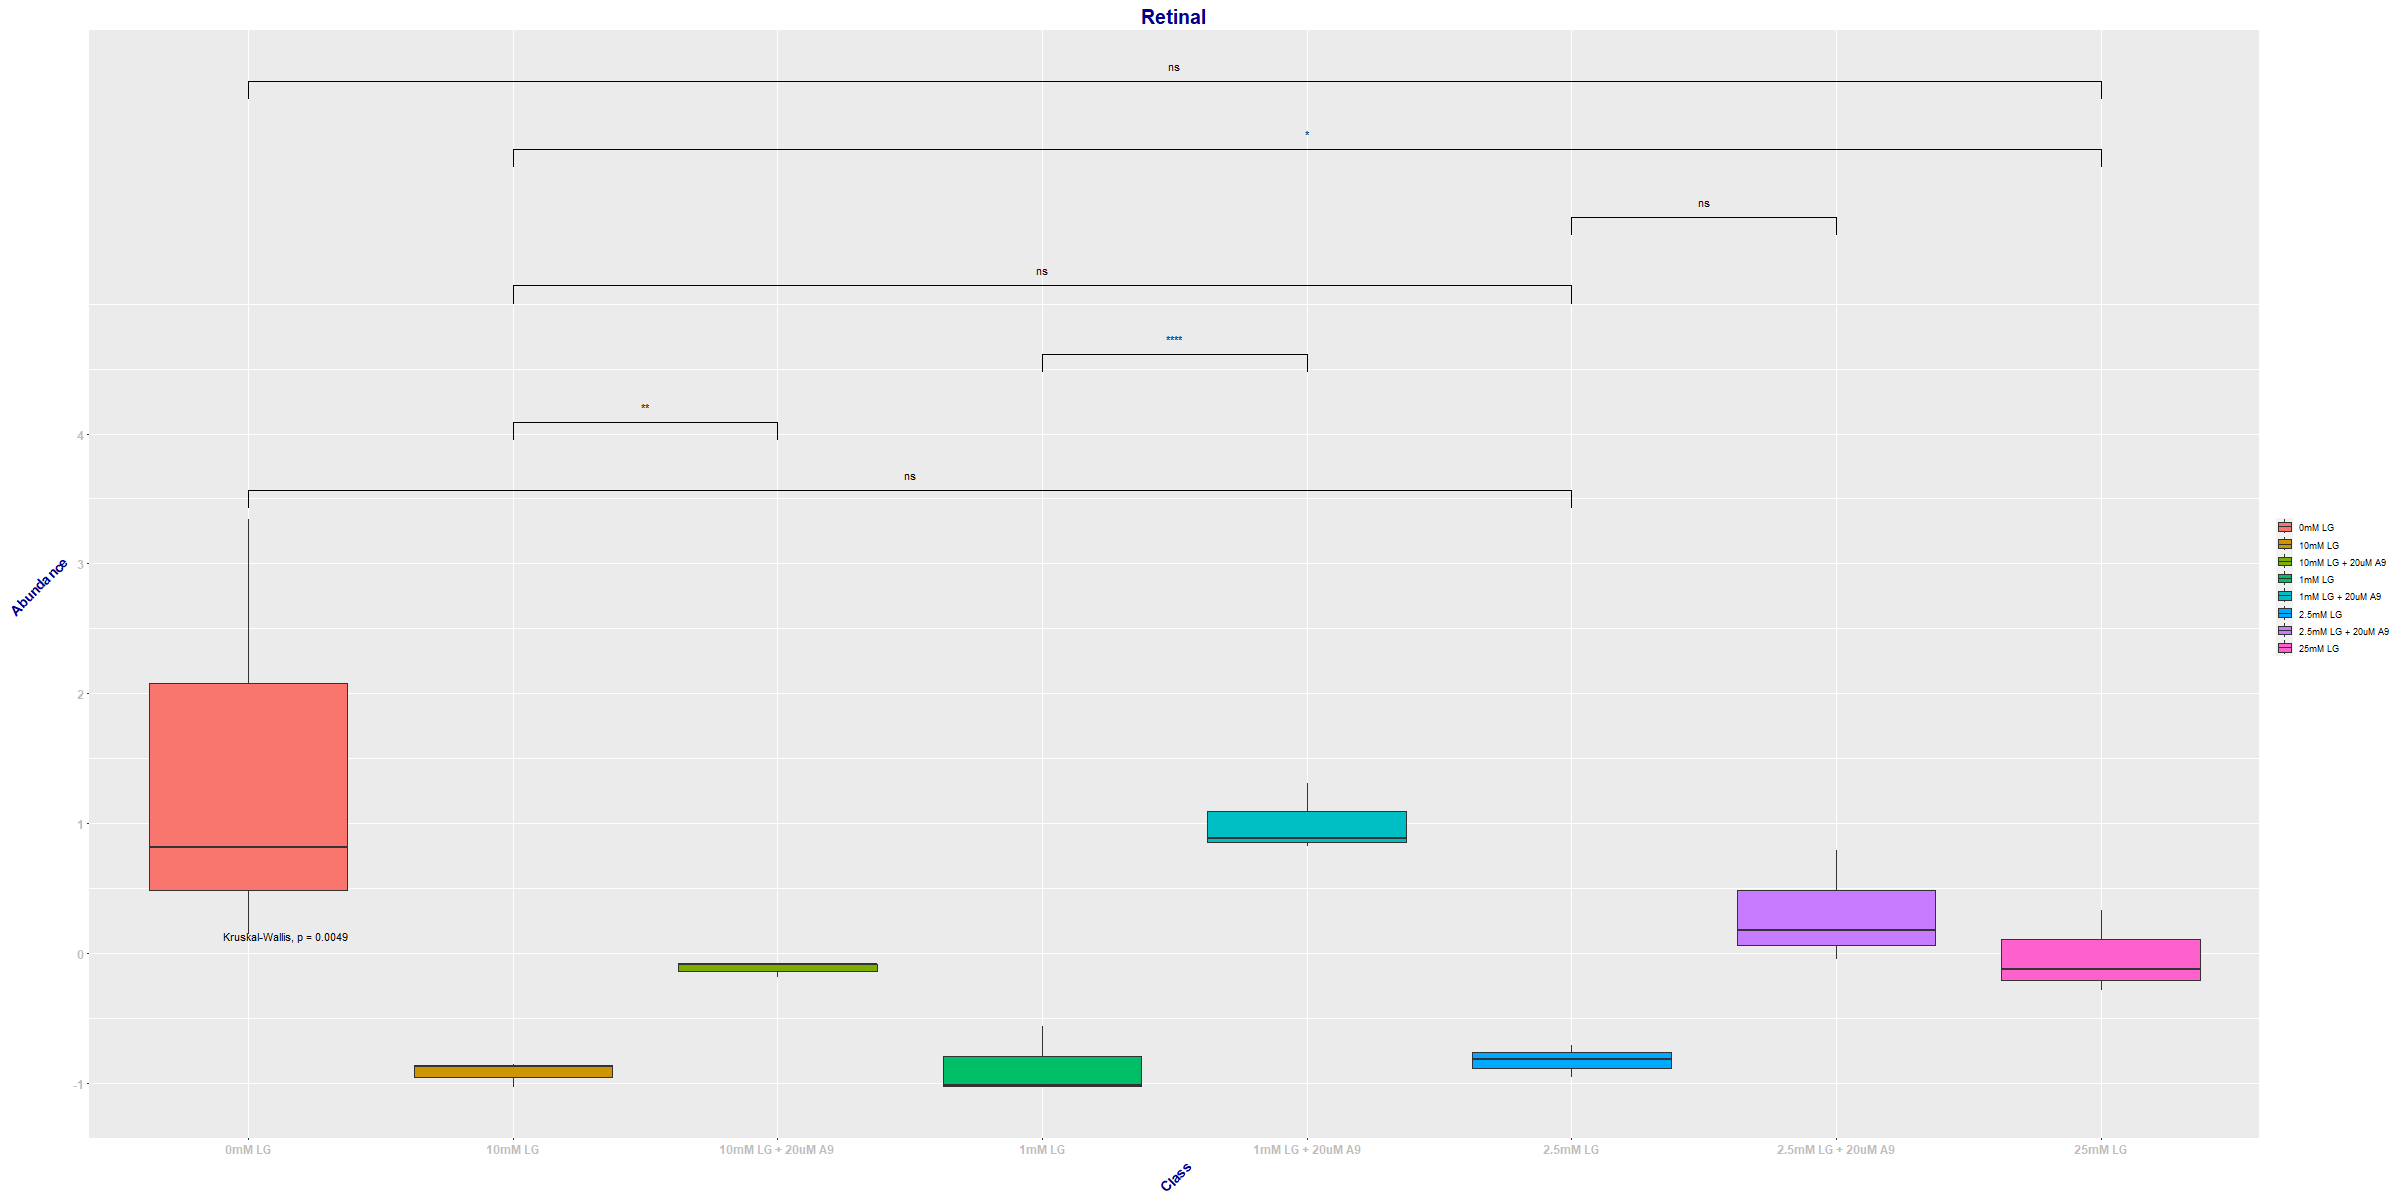 Retinal
ns
*
ns
ns
****
**
ns
4
3
2
1
0
-1
Abundance
Kruskal-Wallis, p = 0.0049
0mM LG
10mM LG
10mM LG + 20uM A9
1mM LG
1mM LG + 20uM A9
2.5mM LG
2.5mM LG + 20uM A9
25mM LG
Class
0mM LG
10mM LG
10mM LG + 20uM A9
1mM LG
1mM LG + 20uM A9
2.5mM LG
2.5mM LG + 20uM A9
25mM LG